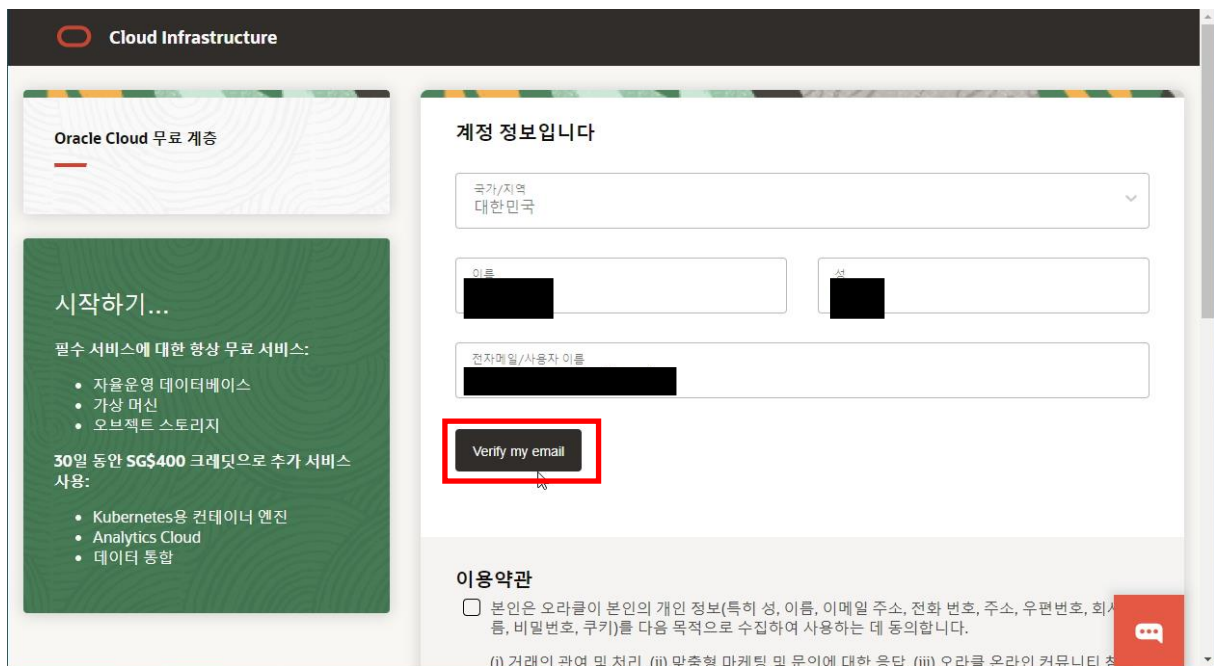 Cloud Infrastructure
Oracle Cloud 무료 계층
시작하기...
필수 서비스에 대한 항상 무료 서비스:
자율운영 데이터베이스
가상 머신
오브젝트 스토리지
30일 동안 SG$400 크레딧으로 추가 서비스
사용:
Kubernetes용 컨테이너 엔진
Analytics Cloud
데이터 통합
계정 정보입니다
국가/지역
대한민국
이름
성
전자메일/사용자 이름
Verify my email
이용약관
본인은 오라클이 본인의 개인 정보(특히 성, 이름, 이메일 주소, 전화 번호, 주소, 우편번호, 회사
름, 비밀번호, 쿠키)를 다음 목적으로 수집하여 사용하는 데 동의합니다.
(i) 거래의 관여 및 처리, (ii) 맞춤형 마케팅 및 문의에 대한 응답, (iii) 오라클 온라인 커뮤니티